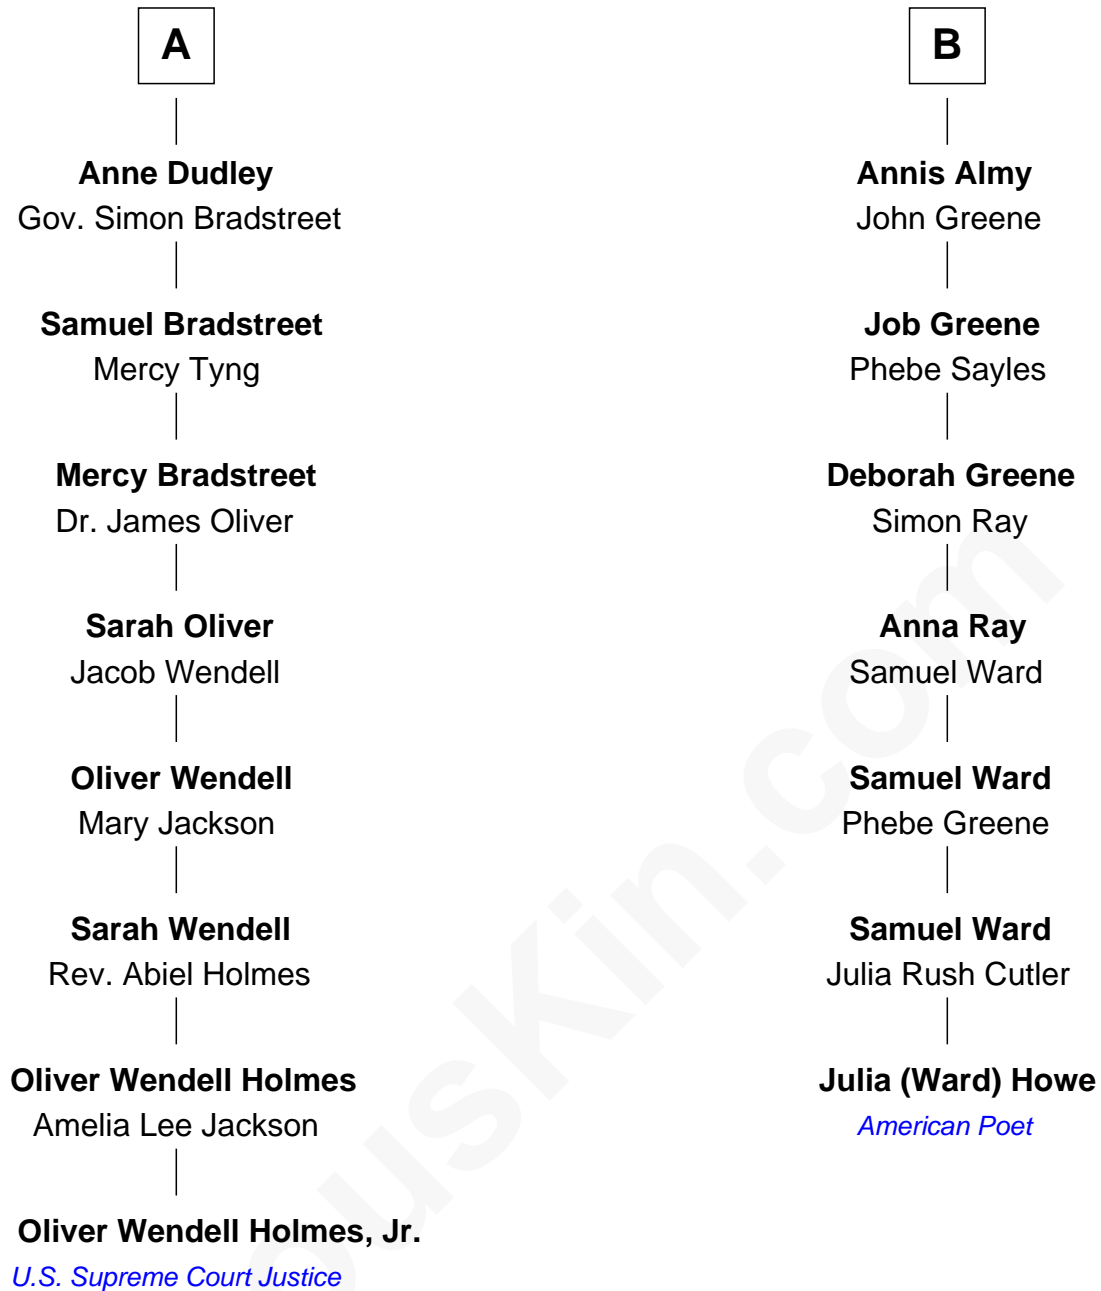 A
Anne Dudley
Gov. Simon Bradstreet
Samuel Bradstreet
Mercy Tyng
Mercy Bradstreet
Dr. James Oliver
Sarah Oliver
Jacob Wendell
Oliver Wendell
Mary Jackson
Sarah Wendell
Rev. Abiel Holmes
Oliver Wendell Holmes
Amelia Lee Jackson
Oliver Wendell Holmes, Jr.
U.S. Supreme Court Justice
B
Annis Almy
John Greene
Job Greene
Phebe Sayles
Deborah Greene
Simon Ray
Anna Ray
Samuel Ward
Samuel Ward
Phebe Greene
Samuel Ward
Julia Rush Cutler
Julia (Ward) Howe
American Poet
ousKin.com